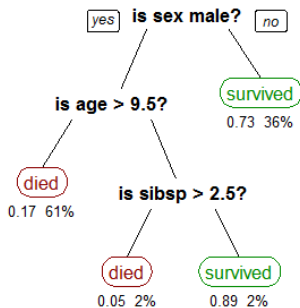 yes is sex male? no
survived
0.73 36%
is age > 9.5?
died
0.17 61%
is sibsp > 2.5?
died survived
0.05 2% 0.89 2%